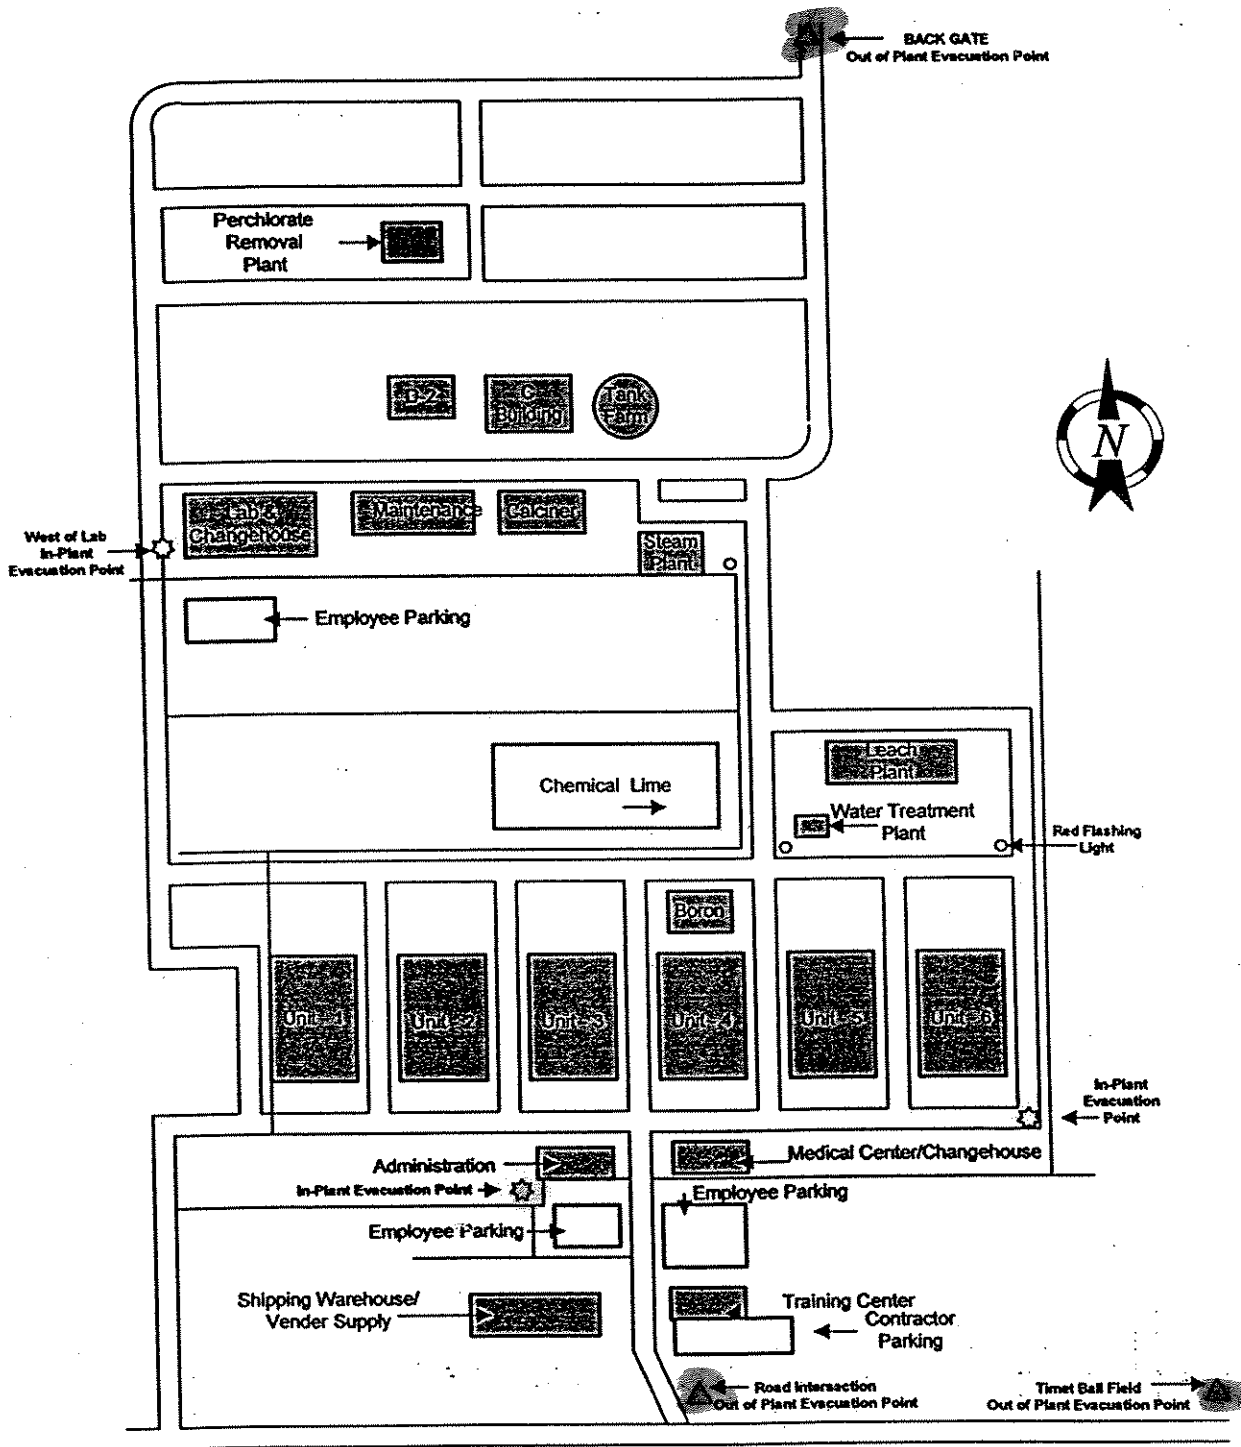 BACK GATE
Out of Plant Evacuation Point
Perchlorate
Removal
Plant
D-2
C
Building
Tank
Farm
N
Lab &
Changehouse
Maintenance
Calciner
West of Lab
In-Plant
Evacuation Point
Steam
Plant
Employee Parking
Leach
Plant
Chemical Lime
Water Treatment
Plant
Red Flashing
Light
Boron
Unit - 1
Unit - 2
Unit - 3
Unit - 4
Unit - 5
Unit - 6
In-Plant
Evacuation
Point
Administration
Medical Center/Changehouse
In-Plant Evacuation Point
Employee Parking
Employee Parking
Shipping Warehouse/
Vender Supply
Training Center
Contractor
Parking
Road Intersection
Out of Plant Evacuation Point
Timet Ball Field
Out of Plant Evacuation Point